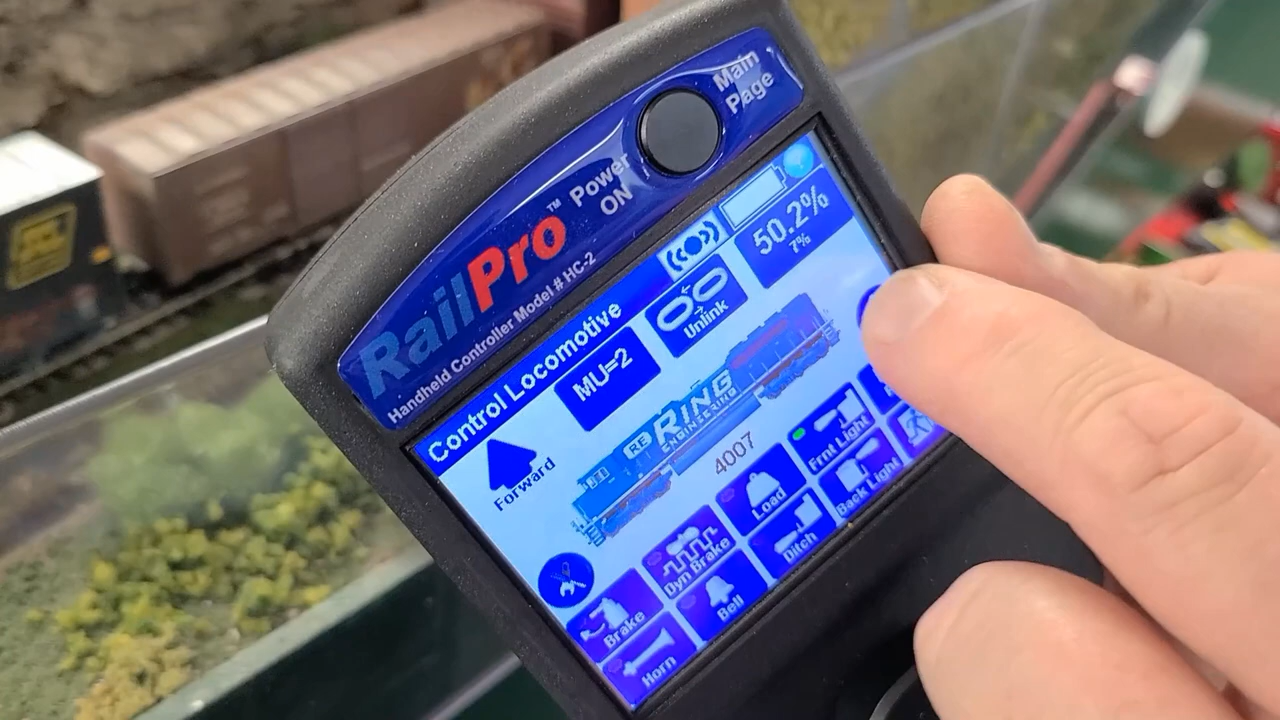 Main
Page
Power
ON
RailPro™
Handheld Controller Model # HC-2
Control Locomotive
50.2%
7%
MU=2
Unlink
Forward
RE RING
ENGINEERING
4007
Brake
Dyn Brake
Load
Frnt Light
Horn
Bell
Ditch
Back Light